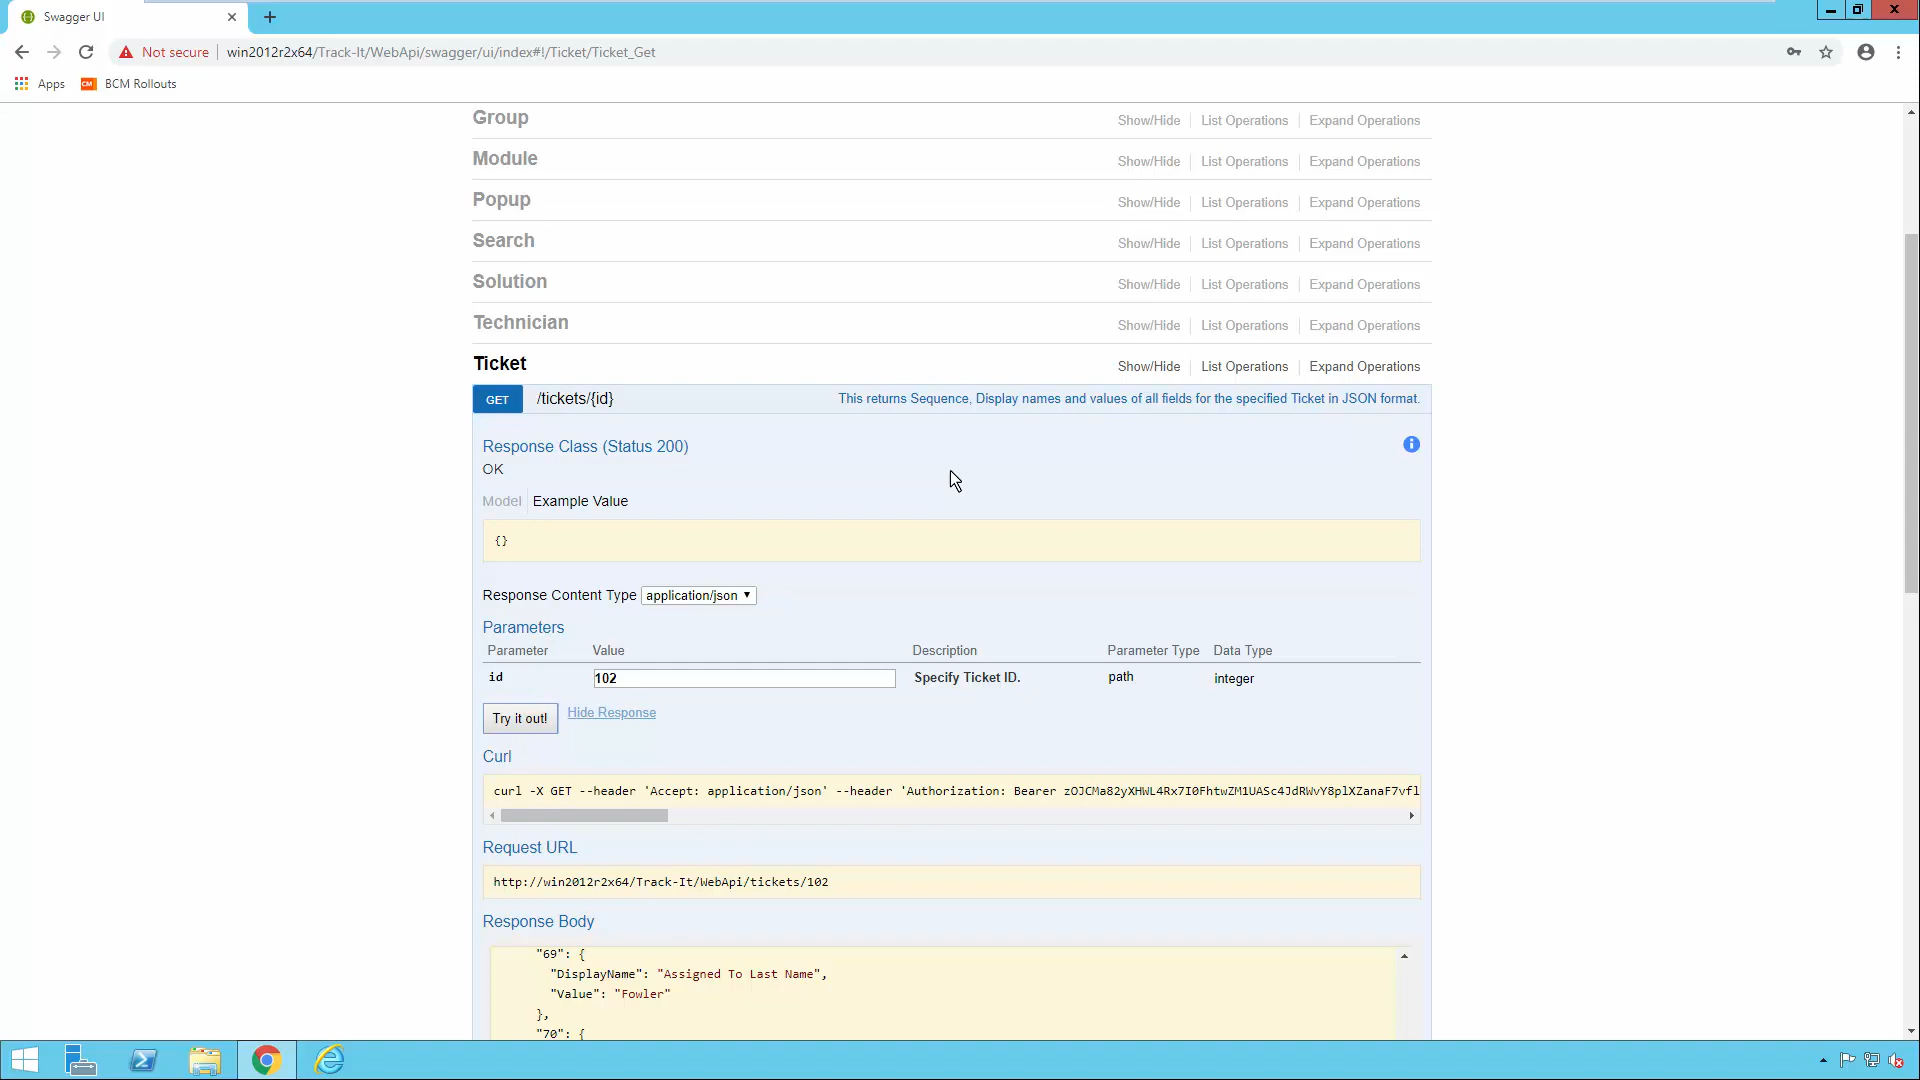 Swagger UI
Not secure
win2012r2x64/Track-It/WebApi/swagger/ui/index#!/Ticket/Ticket_Get
Apps
CM
BCM Rollouts
Group
Show/Hide
List Operations
Expand Operations
Module
Show/Hide
List Operations
Expand Operations
Popup
Show/Hide
List Operations
Expand Operations
Search
Show/Hide
List Operations
Expand Operations
Solution
Show/Hide
List Operations
Expand Operations
Technician
Show/Hide
List Operations
Expand Operations
Ticket
Show/Hide
List Operations
Expand Operations
GET
/tickets/{id}
This returns Sequence, Display names and values of all fields for the specified Ticket in JSON format.
Response Class (Status 200)
OK
Model
Example Value
{}
Response Content Type application/json
Parameters
Parameter
Value
Description
Parameter Type
Data Type
id
102
Specify Ticket ID.
path
integer
Try it out!
Hide Response
Curl
curl -X GET --header 'Accept: application/json' --header 'Authorization: Bearer zOJCMa82yXHWL4Rx7I0FhtwZM1UASc4JdRWvY8plXZanaF7vfl
Request URL
http://win2012r2x64/Track-It/WebApi/tickets/102
Response Body
"69": {
"DisplayName": "Assigned To Last Name",
"Value": "Fowler"
},
"70": {